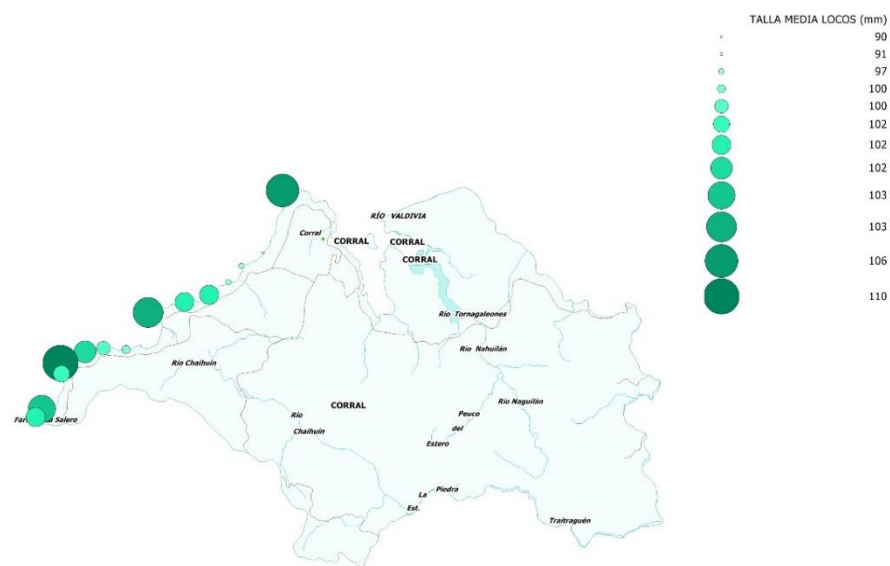 TALLA MEDIA LOCOS (mm)
90
91
97
100
100
102
102
102
103
103
106
110
RÍO VALDIVIA
Corral
CORRAL
CORRAL
CORRAL
Río Tornagaleones
Río Nahuilán
Río Chaihuín
Río Naguilán
CORRAL
Peuco
Río
del
Far
Salero
Chaihuín
Estero
Piedra
La
Est.
Traitraguén